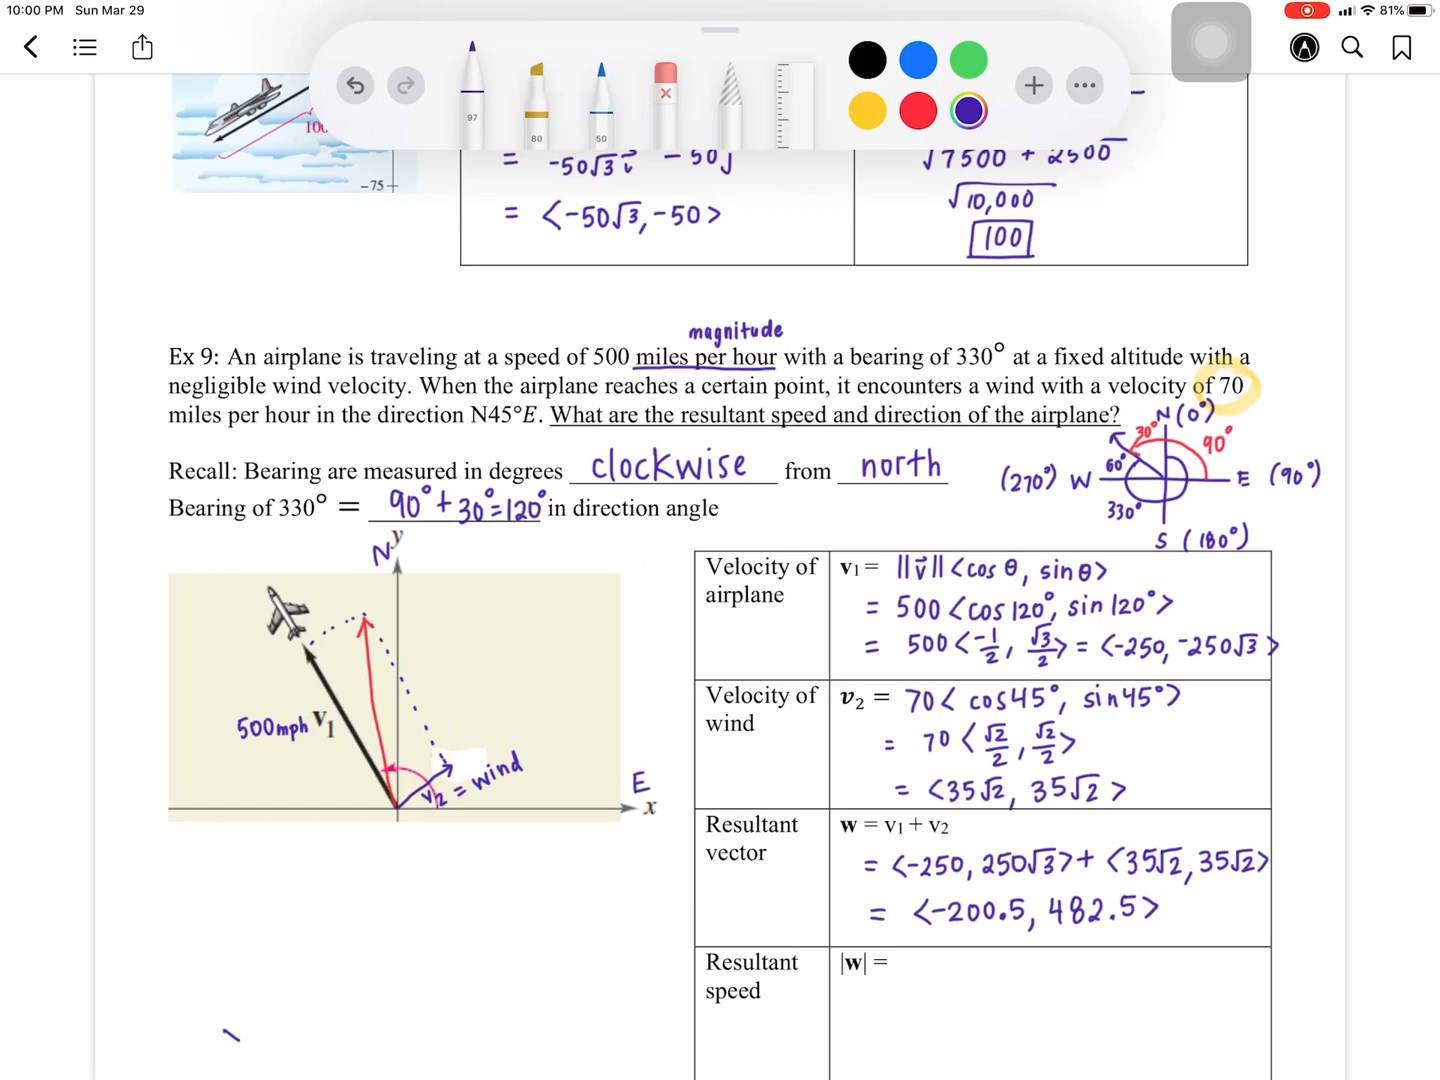 10:00 PM Sun Mar 29
81%
97
80
50
-75
= -50√3 i - 50j
√7500 + 2500
= <-50√3, -50>
√10,000
100
magnitude
Ex 9: An airplane is traveling at a speed of 500 miles per hour with a bearing of 330° at a fixed altitude with a
negligible wind velocity. When the airplane reaches a certain point, it encounters a wind with a velocity of 70
miles per hour in the direction N45°E. What are the resultant speed and direction of the airplane?
N (0°)
30°
90°
Recall: Bearing are measured in degrees clockwise from north
60°
(270°) W
E (90°)
Bearing of 330° = 90° + 30° = 120° in direction angle
330°
S (180°)
N y
500mph V1
v2 = wind
E
x
Velocity of airplane
v1 = ||v⃗|| <cos θ, sin θ>
= 500 <cos 120°, sin 120°>
= 500 <-1/2, √3/2> = <-250, -250√3>
Velocity of wind
v2 = 70 < cos45°, sin45°>
= 70 <√2/2, √2/2>
= <35√2, 35√2>
Resultant vector
w = v1 + v2
= <-250, 250√3> + <35√2, 35√2>
= <-200.5, 482.5>
Resultant speed
|w| =